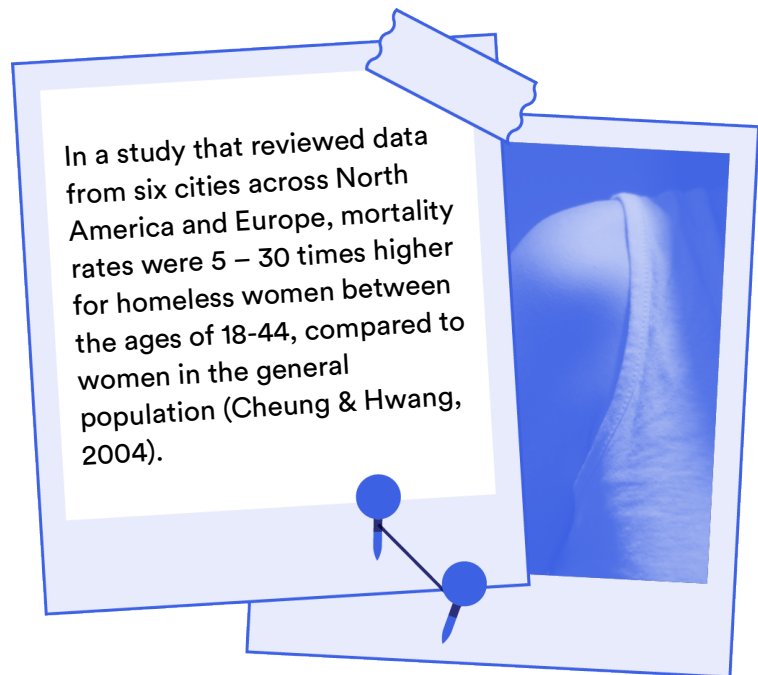 In a study that reviewed data
from six cities across North
America and Europe, mortality
rates were 5 – 30 times higher
for homeless women between
the ages of 18-44, compared to
women in the general
population (Cheung & Hwang,
2004).